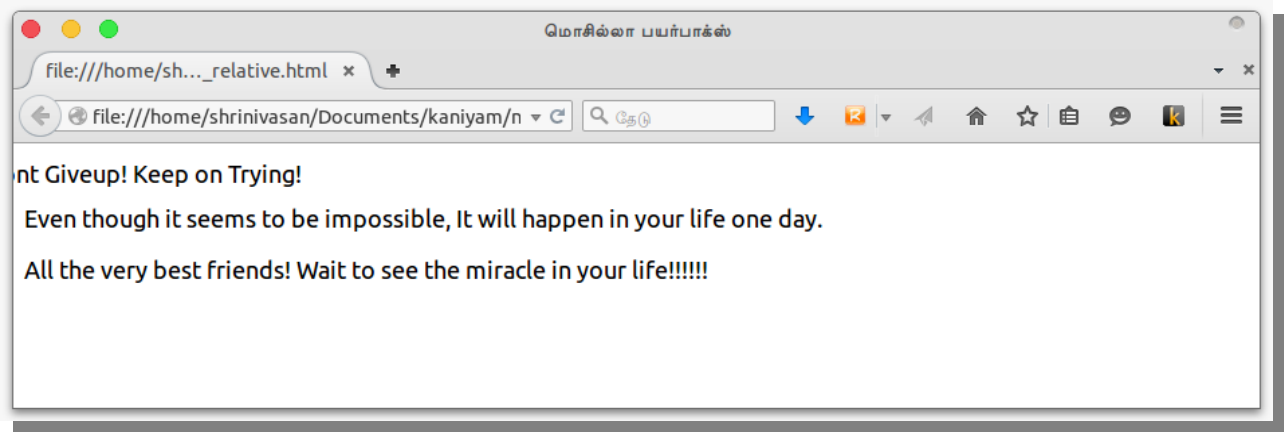 மொசில்லா பயர்பாக்ஸ்
file:///home/sh..._relative.html
file:///home/shrinivasan/Documents/kaniyam/n
தேடு
nt Giveup! Keep on Trying!
Even though it seems to be impossible, It will happen in your life one day.
All the very best friends! Wait to see the miracle in your life!!!!!!